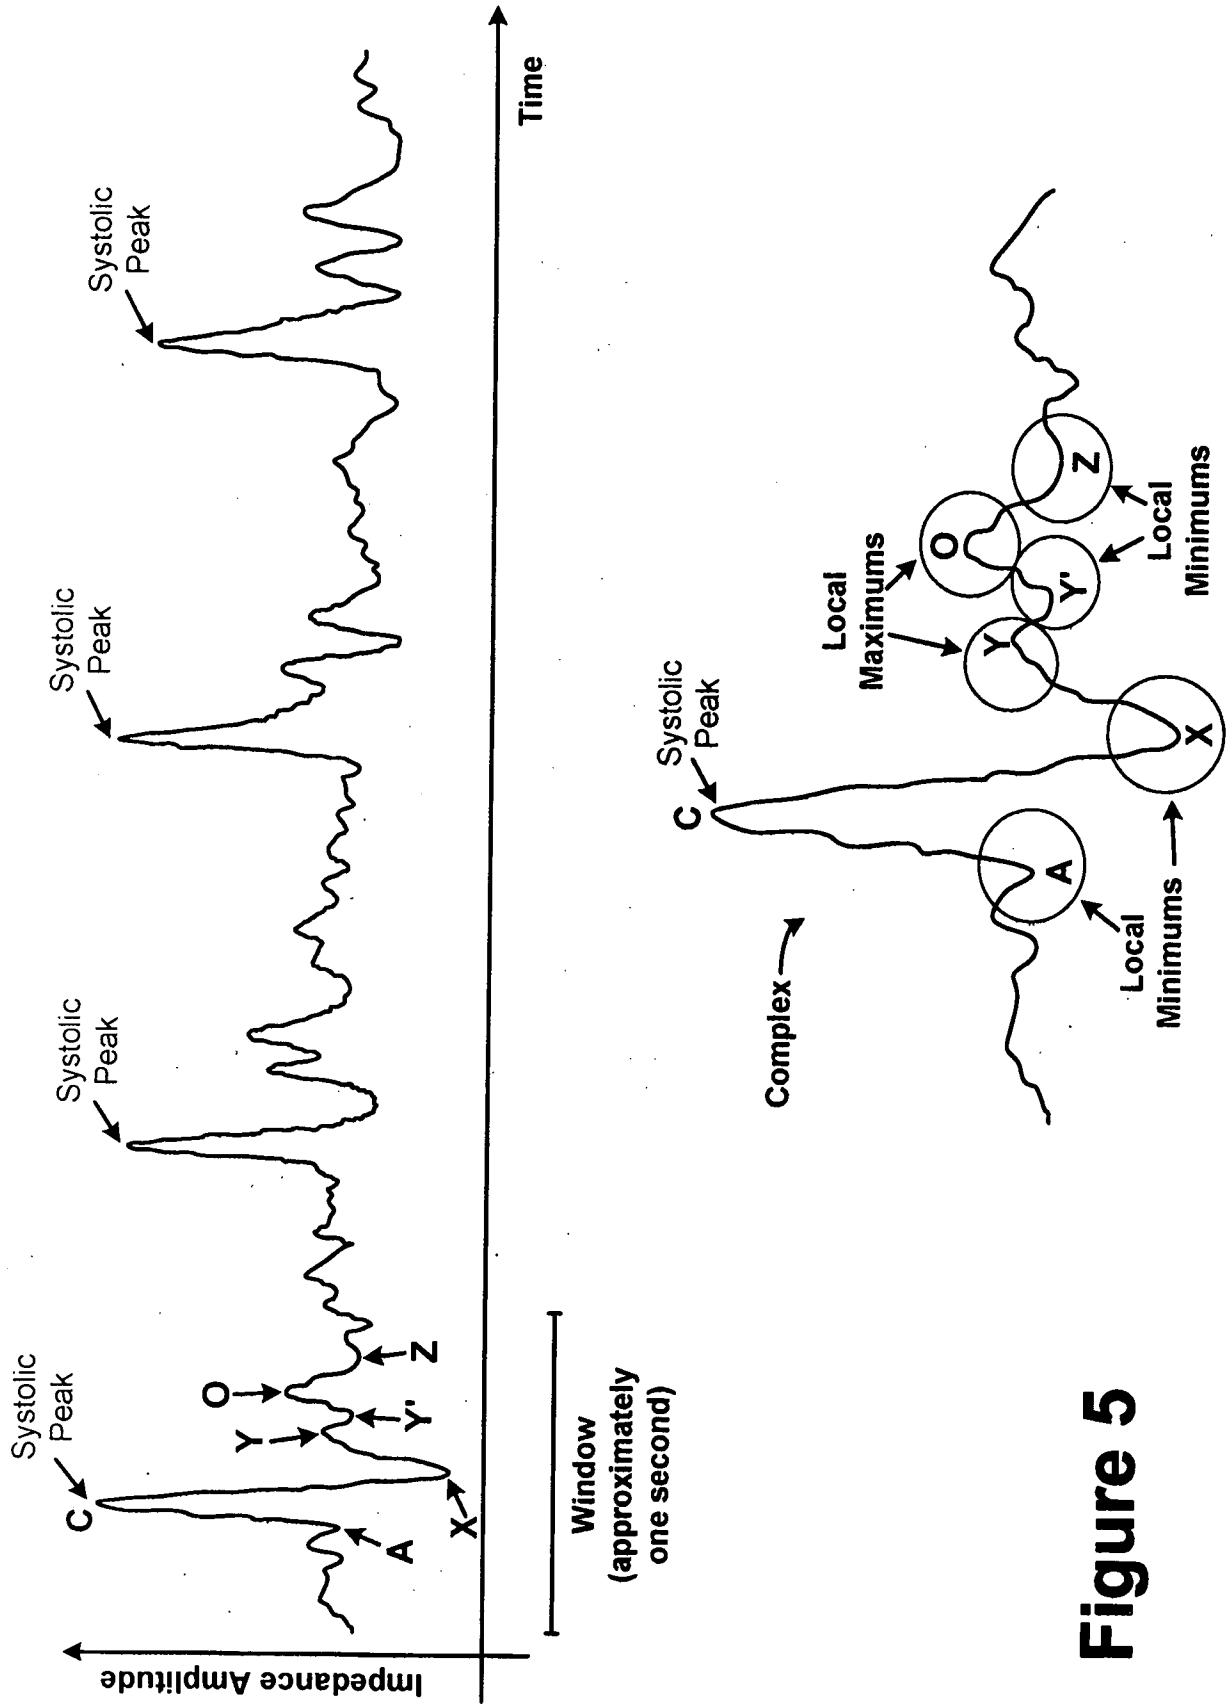 Impedance Amplitude
C
Systolic
Peak
A
X
Y
Y'
O
Z
Systolic
Peak
Systolic
Peak
Systolic
Peak
Time
Window
(approximately
one second)
Complex
C
Systolic
Peak
Local
Maximums
O
Y
Y'
Z
A
X
Local
Minimums
Local
Minimums
Figure 5